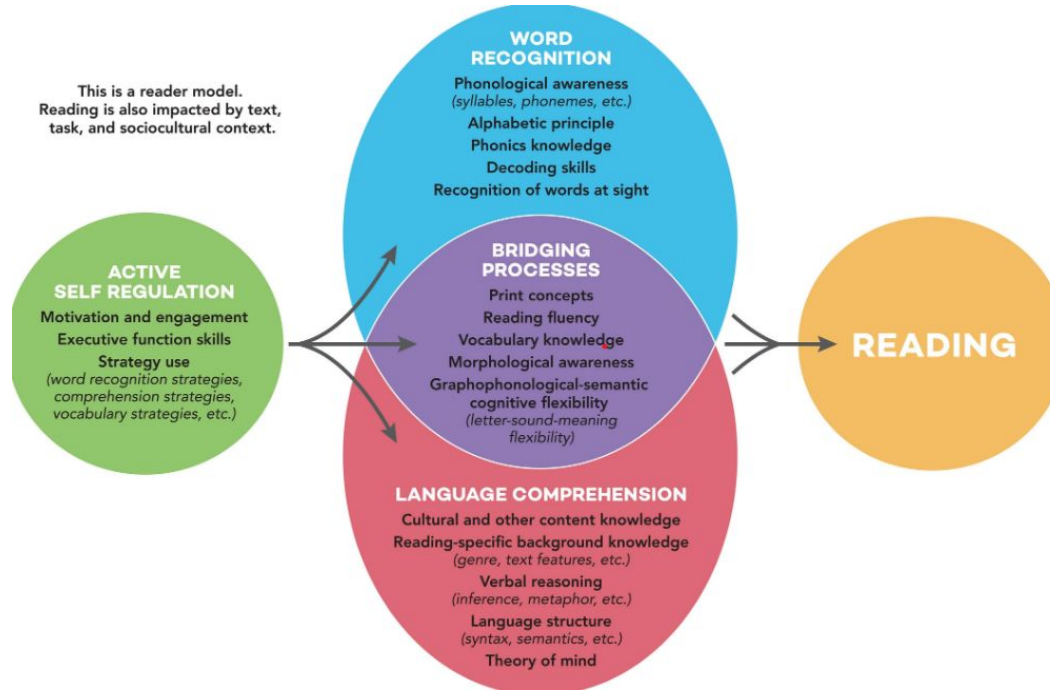 This is a reader model.
Reading is also impacted by text,
task, and sociocultural context.
ACTIVE
SELF REGULATION
Motivation and engagement
Executive function skills
Strategy use
(word recognition strategies,
comprehension strategies,
vocabulary strategies, etc.)
WORD
RECOGNITION
Phonological awareness
(syllables, phonemes, etc.)
Alphabetic principle
Phonics knowledge
Decoding skills
Recognition of words at sight
BRIDGING
PROCESSES
Print concepts
Reading fluency
Vocabulary knowledge
Morphological awareness
Graphophonological-semantic
cognitive flexibility
(letter-sound-meaning
flexibility)
LANGUAGE COMPREHENSION
Cultural and other content knowledge
Reading-specific background knowledge
(genre, text features, etc.)
Verbal reasoning
(inference, metaphor, etc.)
Language structure
(syntax, semantics, etc.)
Theory of mind
READING